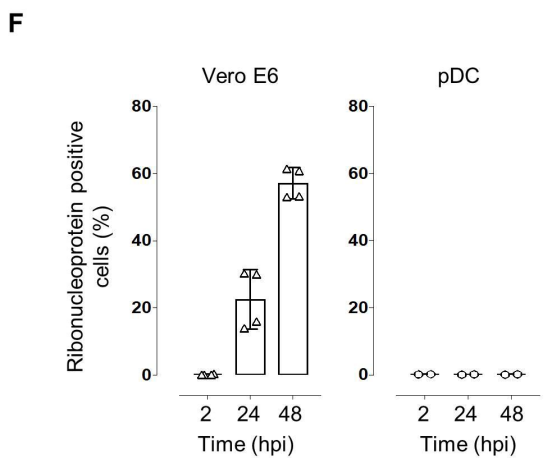 F
Vero E6
pDC
Ribonucleoprotein positive
cells (%)
80
60
40
20
0
80
60
40
20
0
2 24 48
2 24 48
Time (hpi)
Time (hpi)